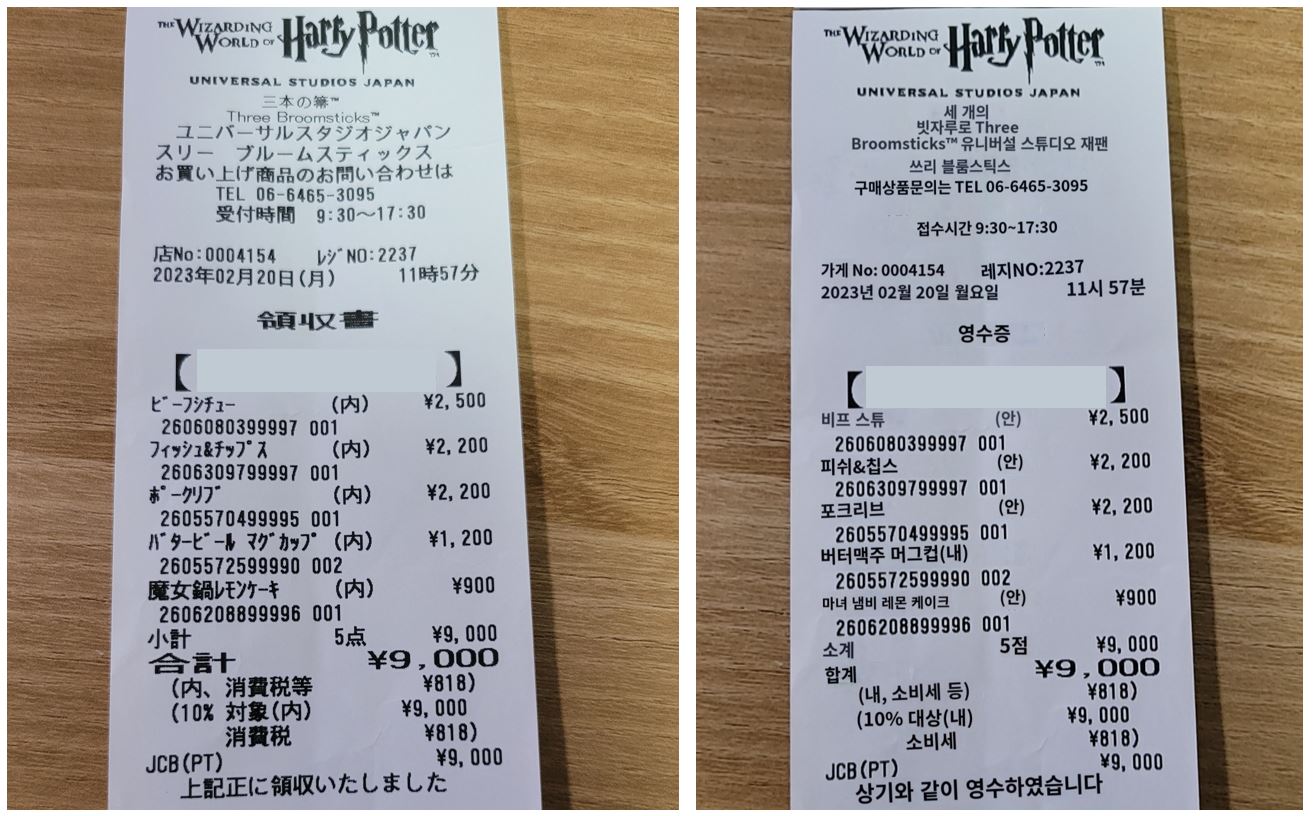 THE WIZARDING WORLD OF Harry Potter™
UNIVERSAL STUDIOS JAPAN
三本の箒™
Three Broomsticks™
ユニバーサルスタジオジャパン
スリー ブルームスティックス
お買い上げ商品のお問い合わせは
TEL 06-6465-3095
受付時間 9:30～17:30
店No:0004154 ﾚｼﾞNO:2237
2023年02月20日(月) 11時57分
領収書
【 】
ﾋﾞｰﾌｼﾁｭｰ (内) ¥2,500
2606080399997 001
ﾌｨｯｼｭ&ﾁｯﾌﾟｽ (内) ¥2,200
2606309799997 001
ﾎﾟｰｸﾘﾌﾞ (内) ¥2,200
2605570499995 001
ﾊﾞﾀｰﾋﾞｰﾙ ﾏｸﾞｶｯﾌﾟ (内) ¥1,200
2605572599990 002
魔女鍋ﾚﾓﾝｹｰｷ (内) ¥900
2606208899996 001
小計 5点 ¥9,000
合計 ¥9,000
(内、消費税等 ¥818)
(10% 対象(内) ¥9,000
消費税 ¥818)
JCB(PT) ¥9,000
上記正に領収いたしました
THE WIZARDING WORLD OF Harry Potter™
UNIVERSAL STUDIOS JAPAN
세 개의
빗자루로 Three
Broomsticks™ 유니버설 스튜디오 재팬
쓰리 블룸스틱스
구매상품문의는 TEL 06-6465-3095
접수시간 9:30~17:30
가게 No: 0004154 레지NO:2237
2023년 02월 20일 월요일 11시 57분
영수증
【 】
비프 스튜 (안) ¥2,500
2606080399997 001
피쉬&칩스 (안) ¥2,200
2606309799997 001
포크리브 (안) ¥2,200
2605570499995 001
버터맥주 머그컵(내) ¥1,200
2605572599990 002
마녀 냄비 레몬 케이크 (안) ¥900
2606208899996 001
소계 5점 ¥9,000
합계 ¥9,000
(내, 소비세 등) ¥818)
(10% 대상(내) ¥9,000
소비세 ¥818)
JCB(PT) ¥9,000
상기와 같이 영수하였습니다